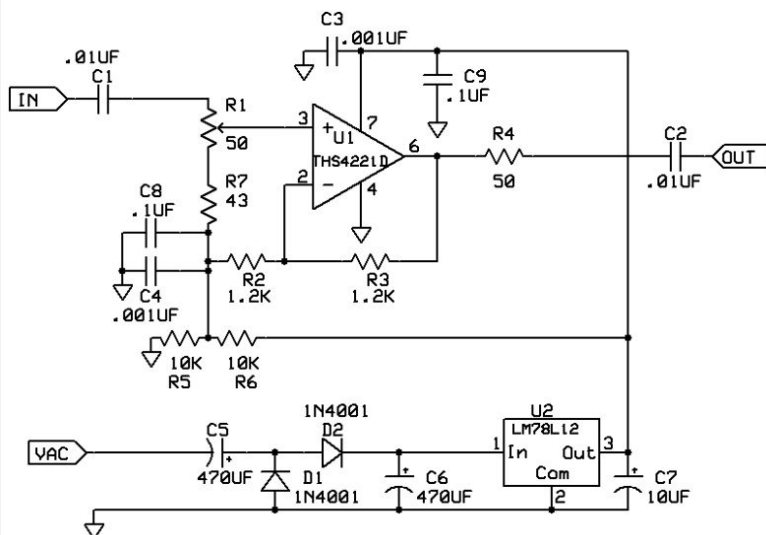 C3
.001UF
.01UF
C1
IN
R1
50
C9
.1UF
3
+
U1
7
THS4221D
6
2
-
4
R4
50
C2
.01UF
OUT
R7
43
C8
.1UF
C4
.001UF
R2
1.2K
R3
1.2K
10K
R5
10K
R6
VAC
C5
+
470UF
1N4001
D2
D1
1N4001
+
C6
470UF
U2
LM78L12
1
In
Out
3
Com
2
+
C7
10UF